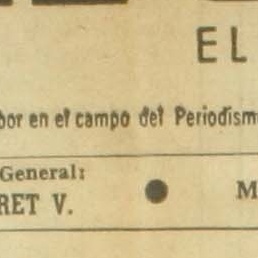 EL
bor en el campo del Periodism
General:
RET V.
M